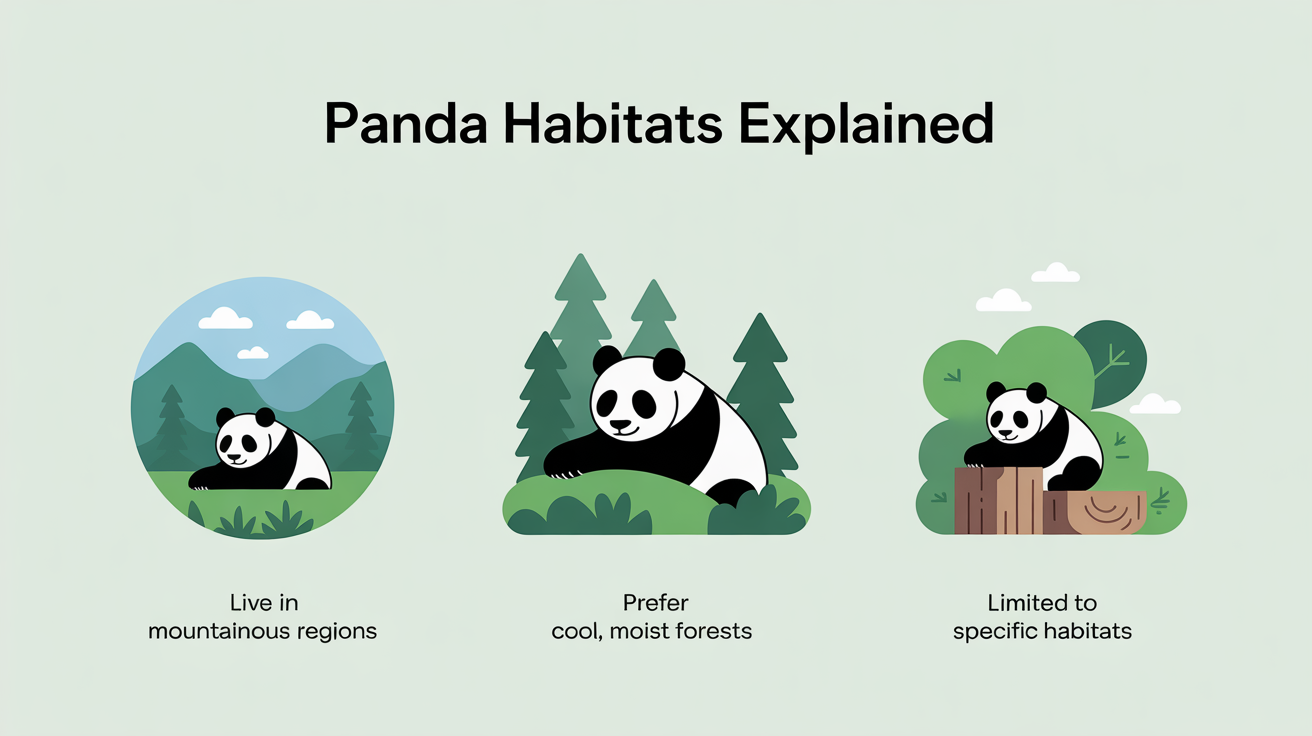 Panda Habitats Explained
Live in
mountainous regions
Prefer
cool, moist forests
Limited to
specific habitats